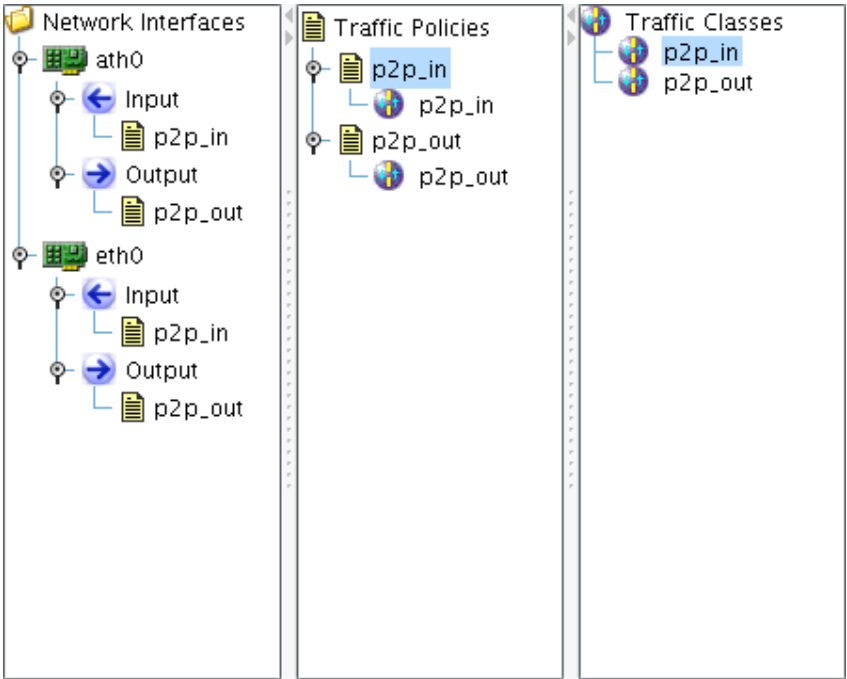 Network Interfaces
ath0
Input
p2p_in
Output
p2p_out
eth0
Input
p2p_in
Output
p2p_out
Traffic Policies
p2p_in
p2p_in
p2p_out
p2p_out
Traffic Classes
p2p_in
p2p_out